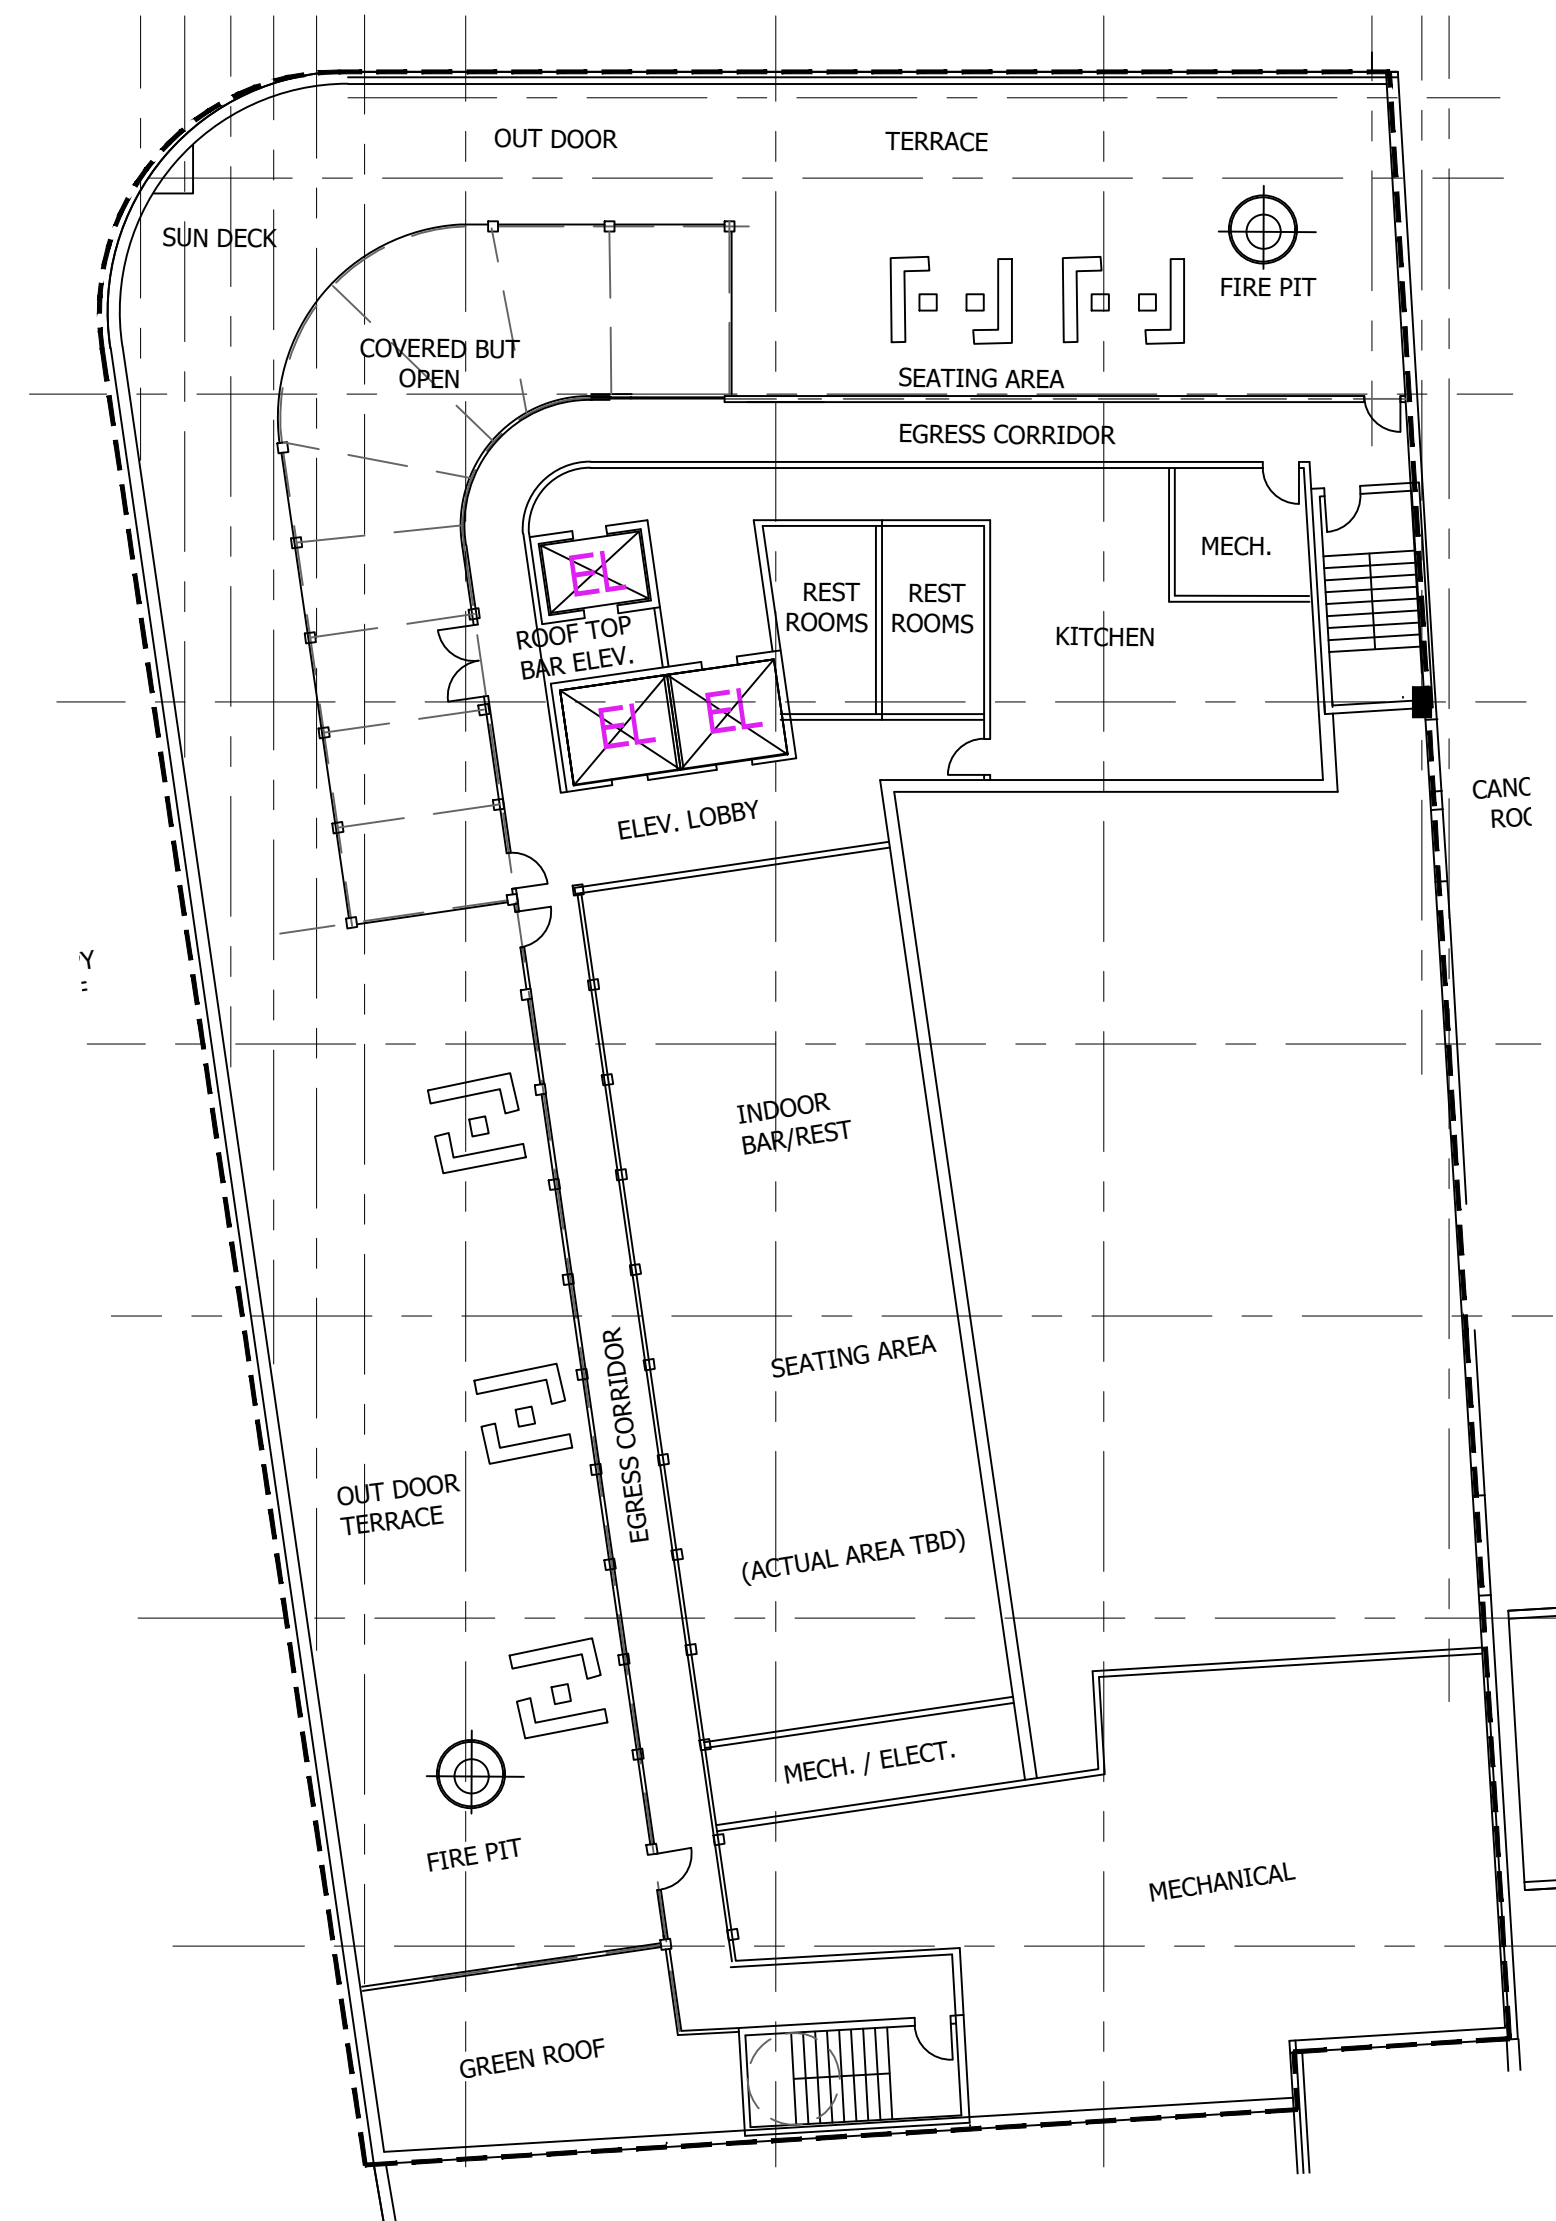 OUT DOOR
TERRACE
SUN DECK
FIRE PIT
COVERED BUT
OPEN
SEATING AREA
EGRESS CORRIDOR
MECH.
EL
REST
ROOMS
REST
ROOMS
ROOF TOP
BAR ELEV.
KITCHEN
EL
EL
ELEV. LOBBY
CANC
ROC
Y
INDOOR
BAR/REST
SEATING AREA
EGRESS CORRIDOR
OUT DOOR
TERRACE
(ACTUAL AREA TBD)
MECH. / ELECT.
FIRE PIT
MECHANICAL
GREEN ROOF